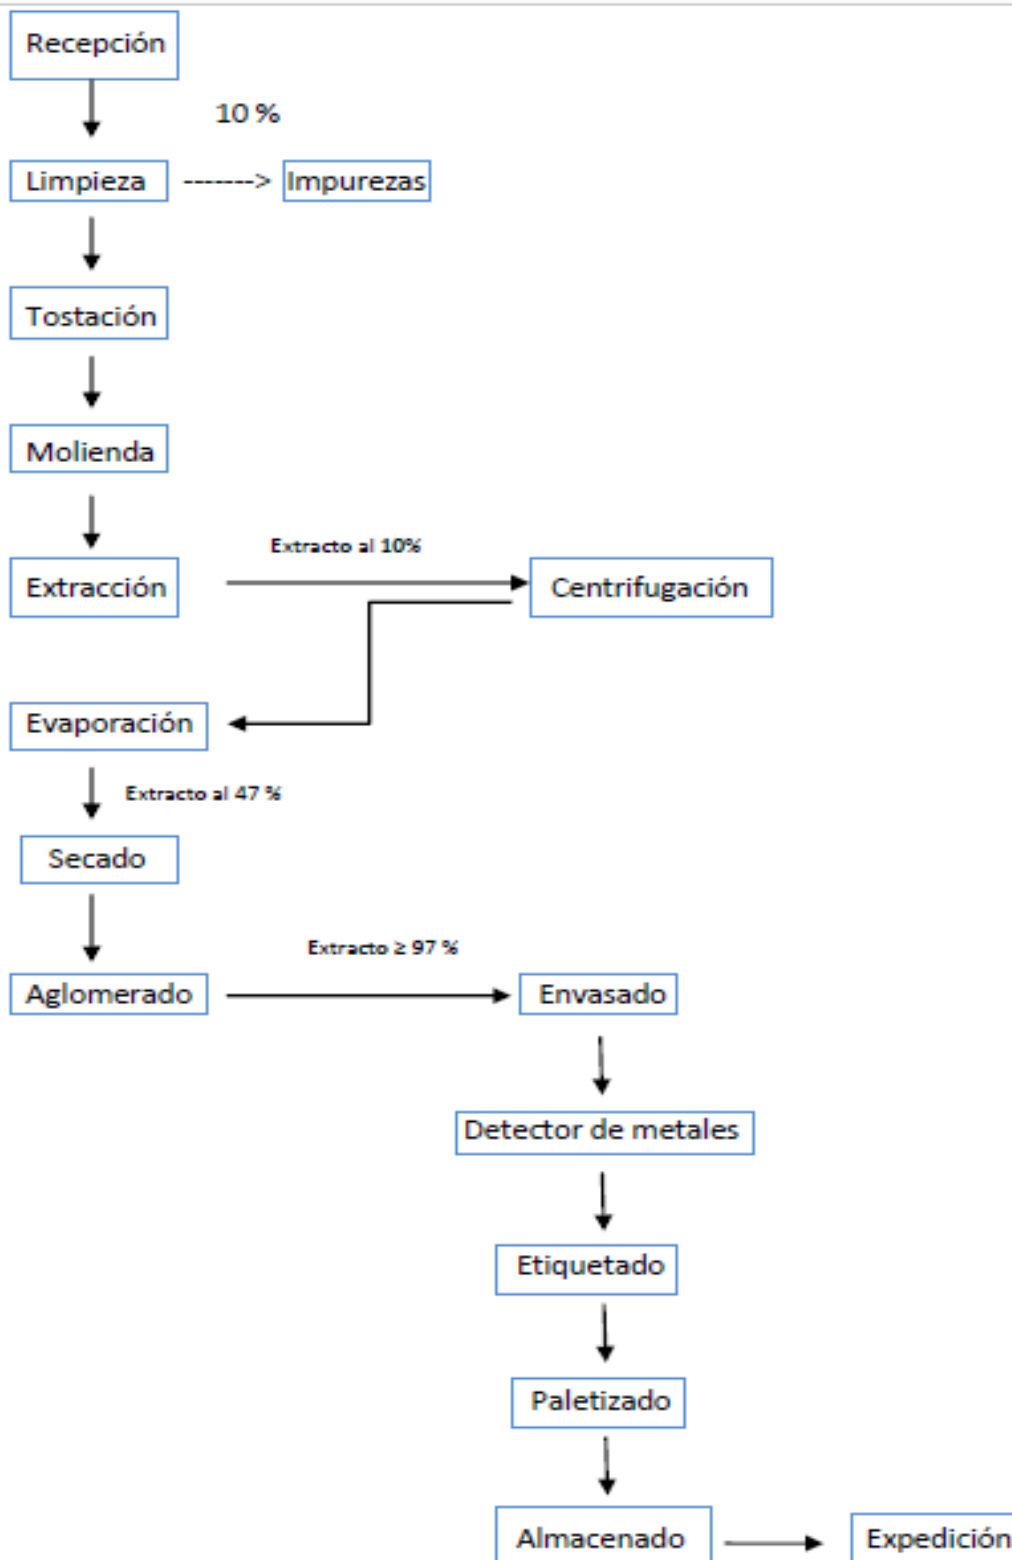 Recepción
10 %
Limpieza -------> Impurezas
Tostación
Molienda
Extracto al 10%
Extracción
Centrifugación
Evaporación
Extracto al 47 %
Secado
Extracto ≥ 97 %
Aglomerado
Envasado
Detector de metales
Etiquetado
Paletizado
Almacenado
Expedición